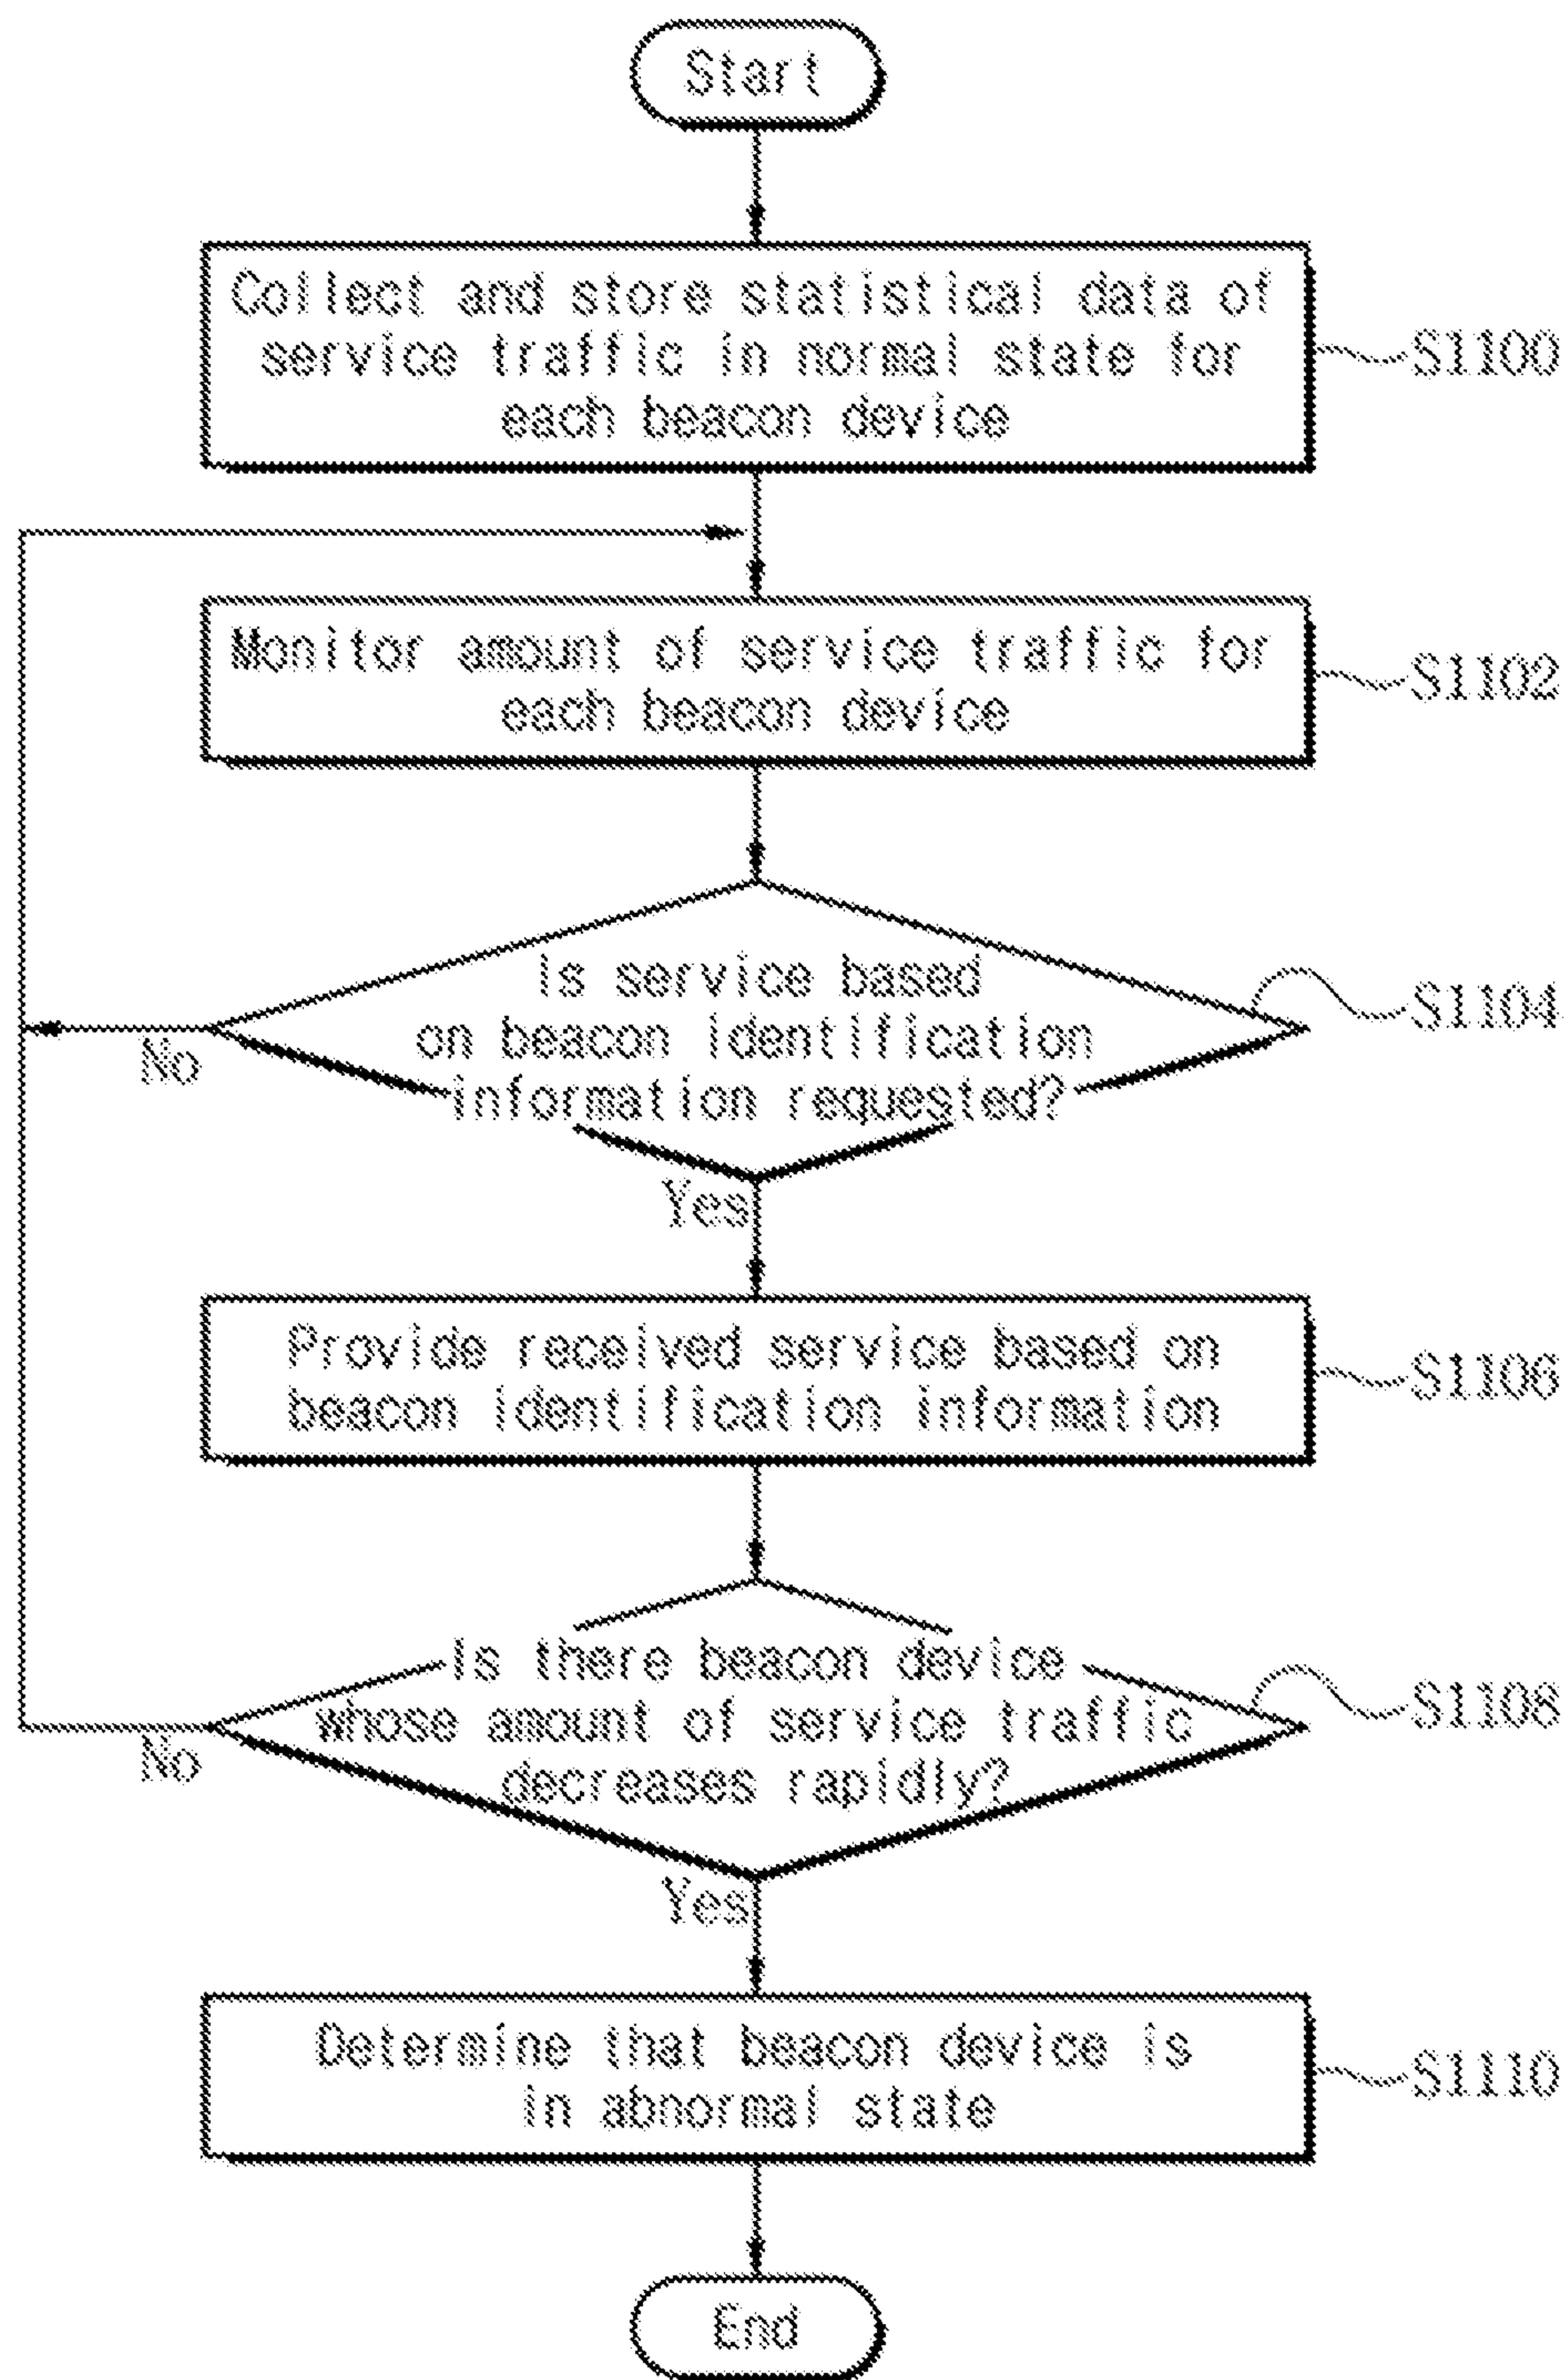 Start
Collect and store statistical data of
service traffic in normal state for
each beacon device
S1100
Monitor amount of service traffic for
each beacon device
S1102
Is service based
on beacon identification
information requested?
S1104
No
Yes
Provide received service based on
beacon identification information
S1106
Is there beacon device
whose amount of service traffic
decreases rapidly?
S1108
No
Yes
Determine that beacon device is
in abnormal state
S1110
End